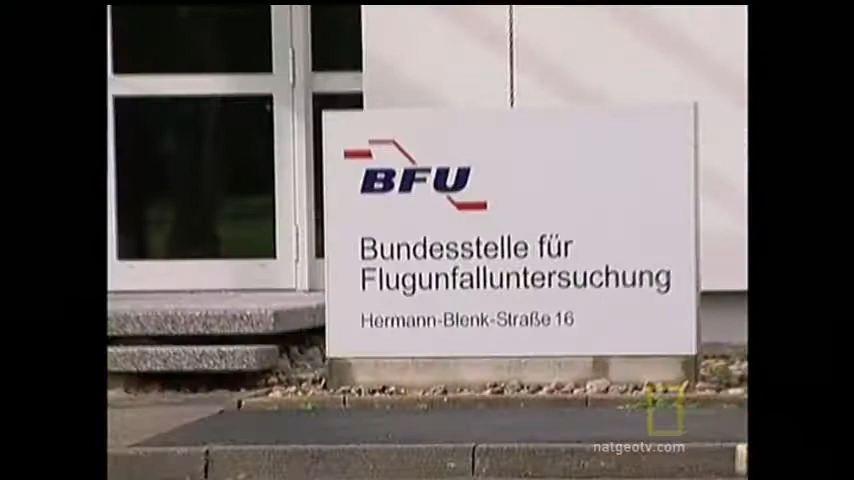 BFU
Bundesstelle für
Flugunfalluntersuchung
Hermann-Blenk-Straße 16
natgeotv.com